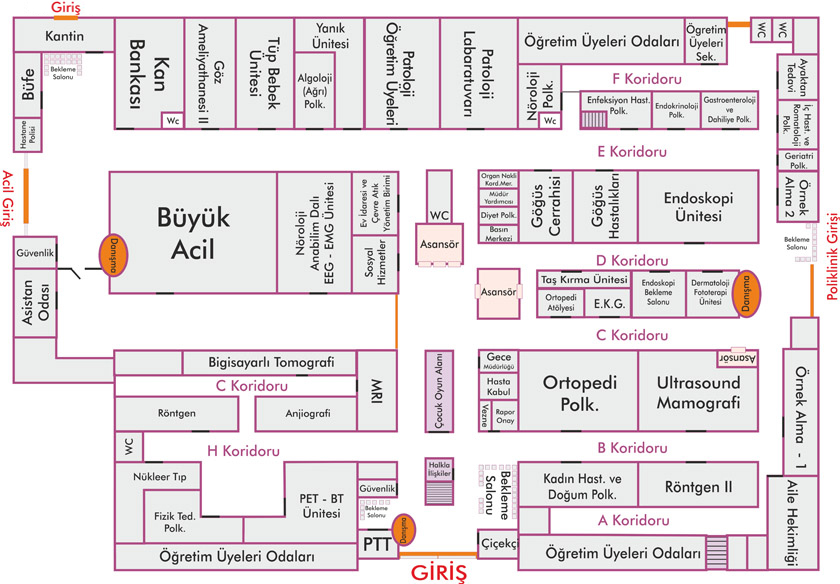 Giriş
Kantin
Bekleme
Salonu
Büfe
Hastane
Polisi
Acil Giriş
Kan
Bankası
Wc
Göz
Ameliyathanesi II
Tüp Bebek
Ünitesi
Yanık
Ünitesi
Algoloji
(Ağrı)
Polk.
Patoloji
Öğretim Üyeleri
Patoloji
Labaratuvarı
Öğretim Üyeleri Odaları
Öğretim
Üyeleri
Sek.
WC
WC
Nöroloji
Polk.
Wc
F Koridoru
Enfeksiyon Hast.
Polk.
Endokrinoloji
Polk.
Gastroenteroloji
ve
Dahiliye Polk.
Ayaktan
Tedavi
İç Hast. ve
Romatoloji
Polk.
Geriatri
Polk.
Örnek
Alma 2
Bekleme
Salonu
Poliklinik Girişi
E Koridoru
Büyük
Acil
Danışma
Nöroloji
Anabilim Dalı
EEG - EMG Ünitesi
Ev İdaresi ve
Çevre Atık
Yönetim Birimi
Sosyal
Hizmetler
WC
Asansör
Organ Nakli
Kord.Mer.
Müdür
Yardımcısı
Diyet Polk.
Basın
Merkezi
Göğüs
Cerrahisi
Göğüs
Hastalıkları
Endoskopi
Ünitesi
Güvenlik
Asistan
Odası
D Koridoru
Asansör
Taş Kırma Ünitesi
Ortopedi
Atölyesi
E.K.G.
Endoskopi
Bekleme
Salonu
Dermatoloji
Fototerapi
Ünitesi
Danışma
C Koridoru
Bigisayarlı Tomografi
C Koridoru
MRI
Röntgen
Anjiografi
Çocuk Oyun Alanı
Gece
Müdürlüğü
Hasta
Kabul
Vezne
Rapor
Onay
Ortopedi
Polk.
Asansör
Ultrasound
Mamografi
Örnek Alma - 1
H Koridoru
B Koridoru
WC
Nükleer Tıp
Fizik Ted.
Polk.
PET - BT
Ünitesi
Güvenlik
Bekleme
Salonu
Danışma
PTT
Halkla
İlişkiler
Bekleme
Salonu
Kadın Hast. ve
Doğum Polk.
Röntgen II
Aile Hekimliği
A Koridoru
Öğretim Üyeleri Odaları
Çiçekçi
Öğretim Üyeleri Odaları
GİRİŞ